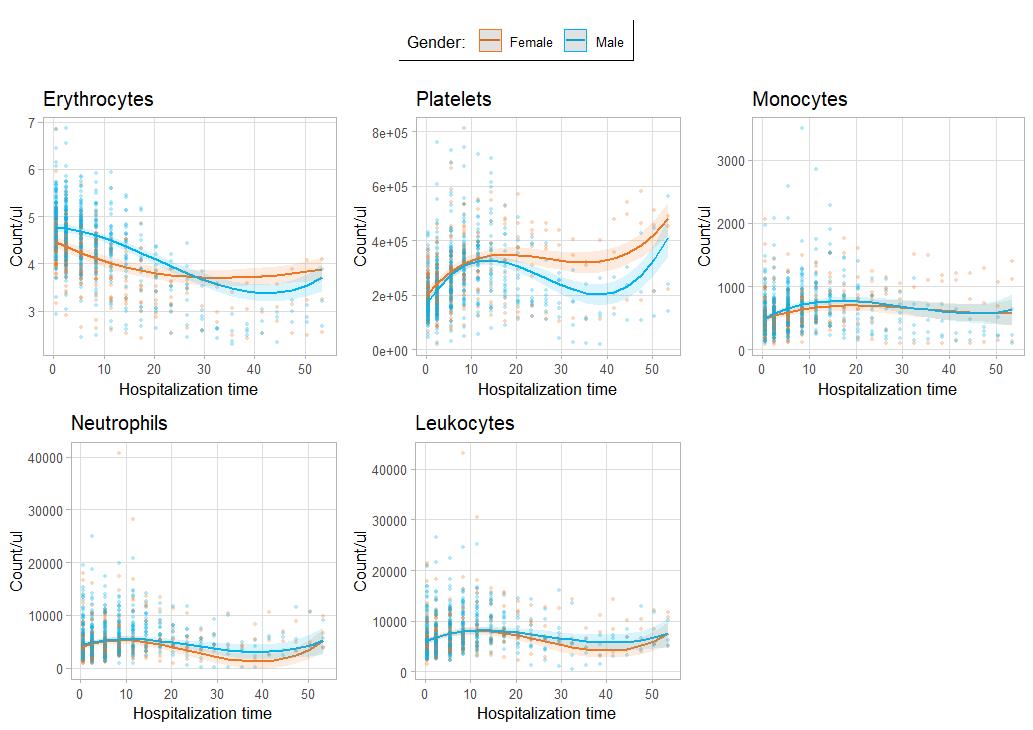 Gender: Female Male
Erythrocytes
7
6
5
4
3
Count/ul
0 10 20 30 40 50
Hospitalization time
Platelets
8e+05
6e+05
4e+05
2e+05
0e+00
Count/ul
0 10 20 30 40 50
Hospitalization time
Monocytes
3000
2000
1000
0
Count/ul
0 10 20 30 40 50
Hospitalization time
Neutrophils
40000
30000
20000
10000
0
Count/ul
0 10 20 30 40 50
Hospitalization time
Leukocytes
40000
30000
20000
10000
0
Count/ul
0 10 20 30 40 50
Hospitalization time